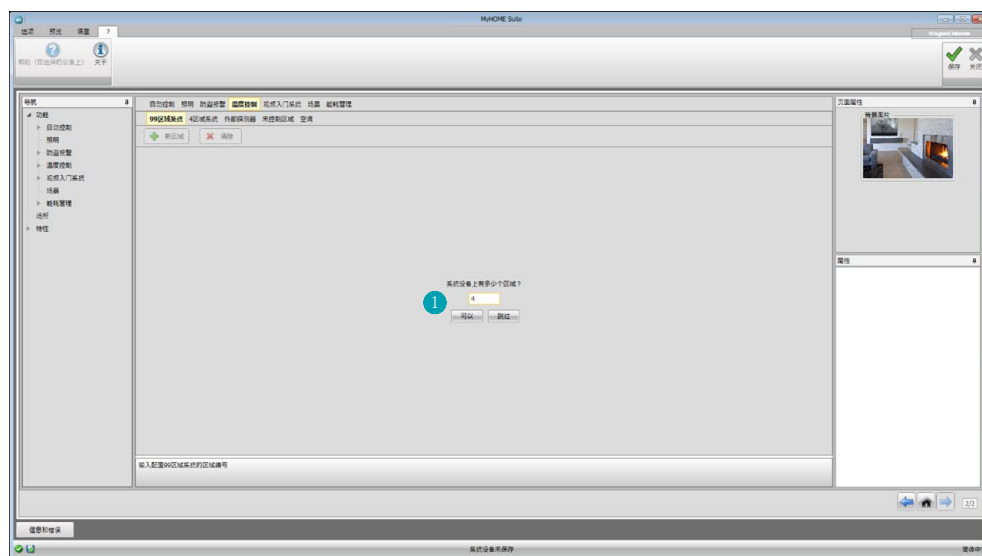 MyHOME Suite
选项 预览 语言 ?
帮助（在选择的设备上） 关于
保存 关闭
导航
功能
自动控制
照明
防盗报警
温度控制
视频入门系统
场景
能耗管理
场所
特性
自动控制 照明 防盗报警 温度控制 视频入门系统 场景 能耗管理
99区域系统 4区域系统 外部探测器 未控制区域 空调
新区域 清除
系统设备上有多少个区域？
1
4
可以 跳过
输入配置99区域系统的区域编号
页面属性
背景图片
属性
2/2
信息和错误
系统设备未保存